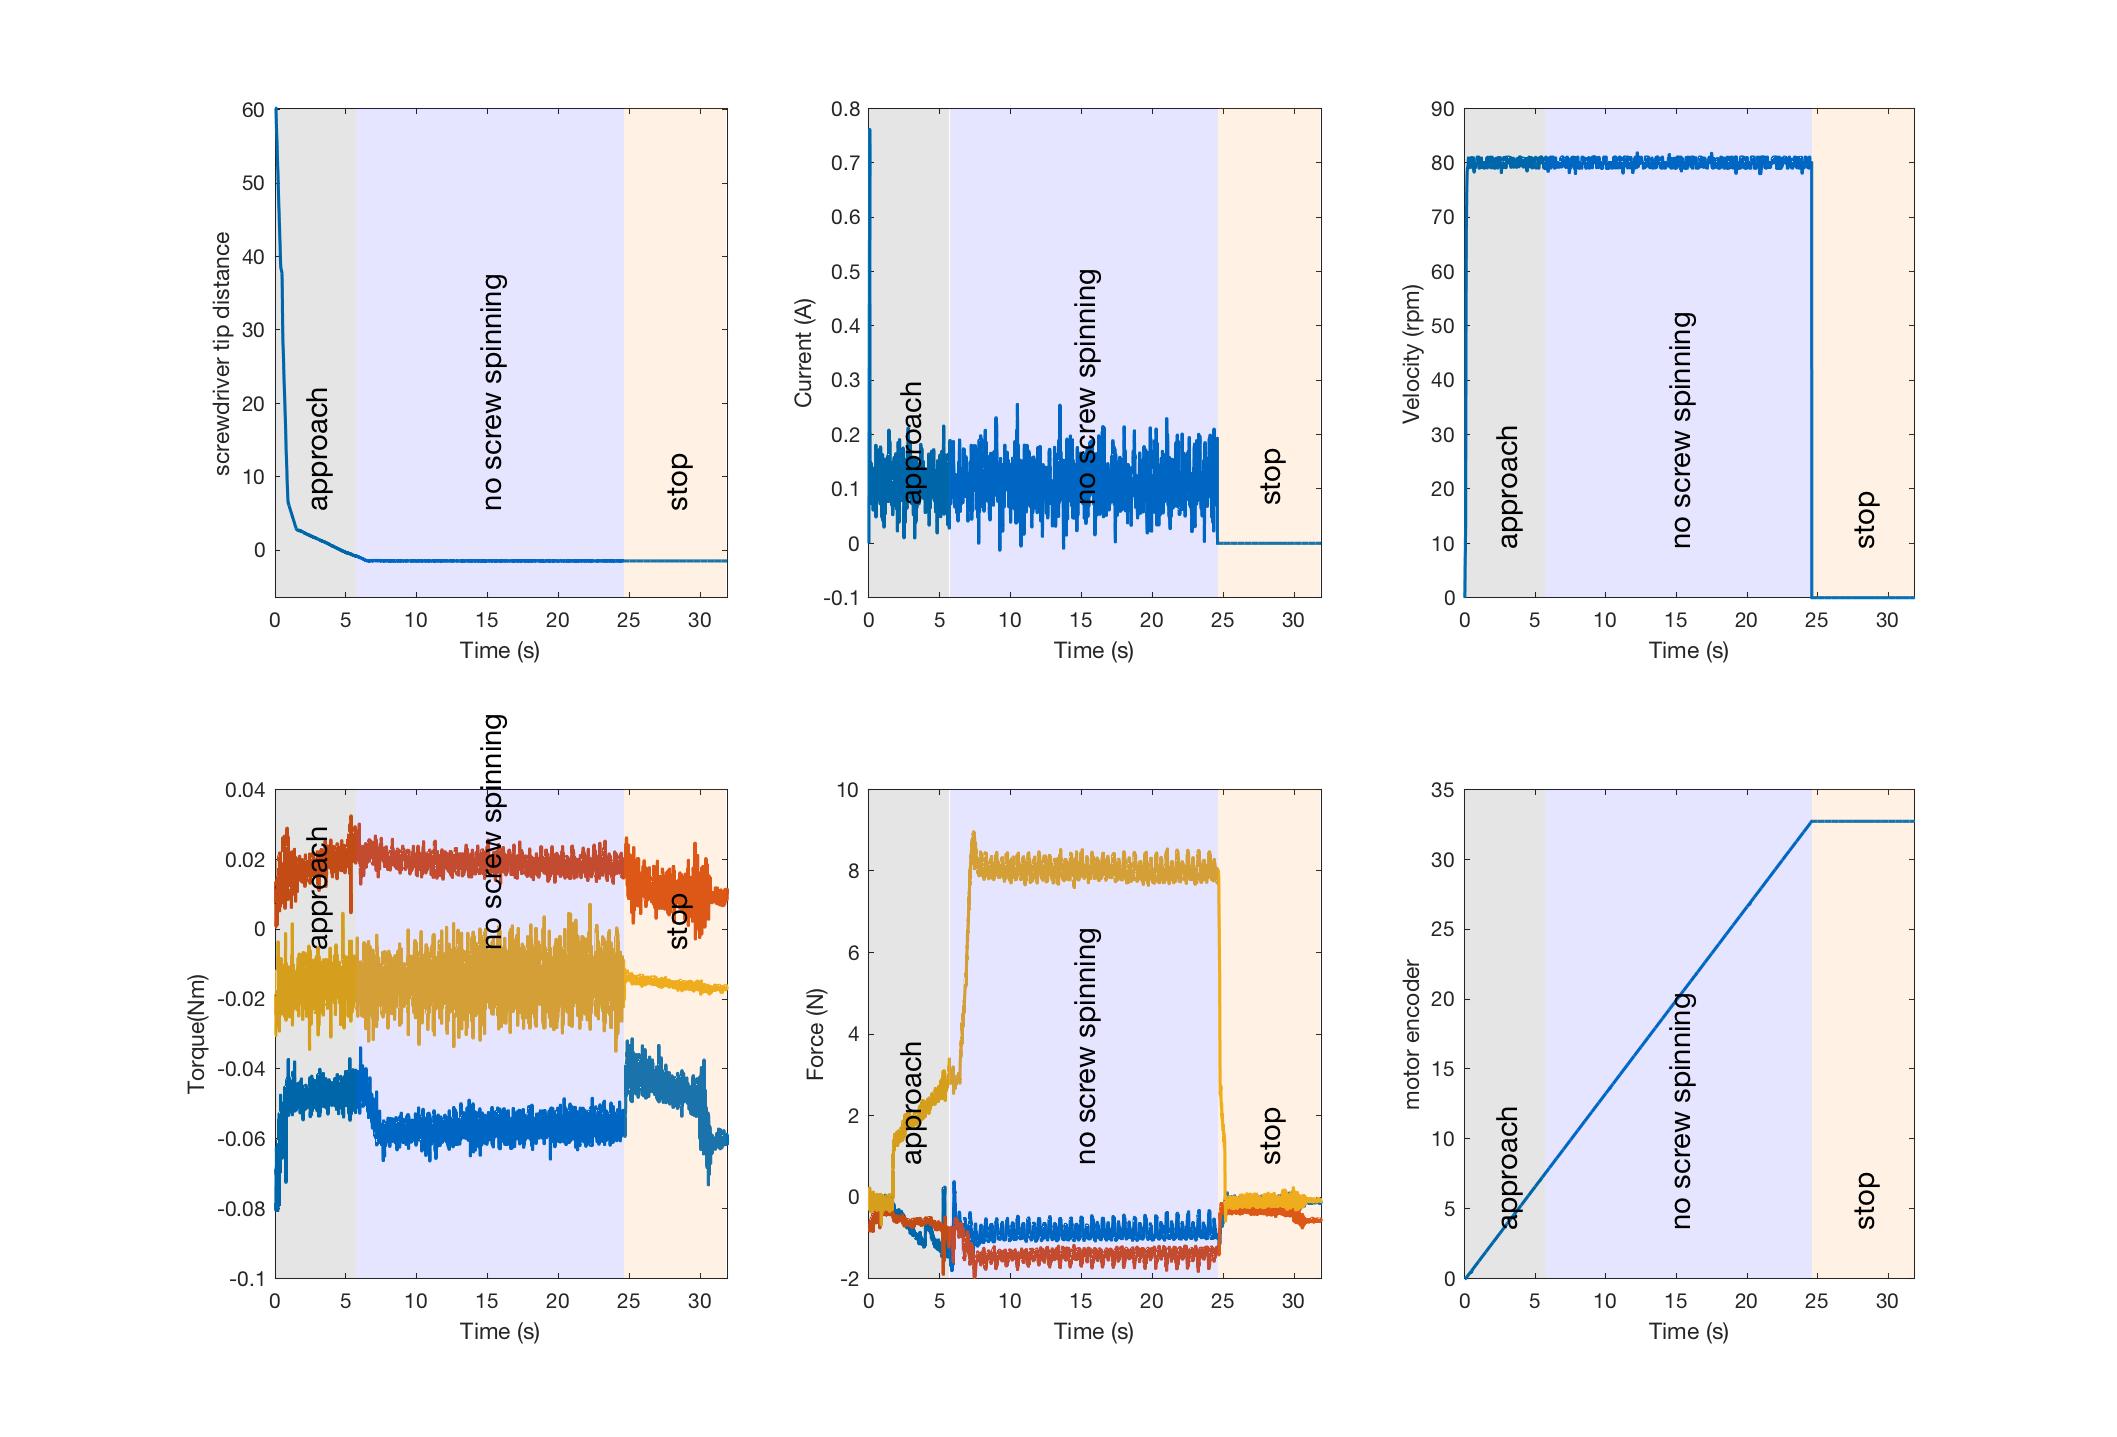 60
50
40
30
20
10
0
screwdriver tip distance
approach
no screw spinning
stop
0 5 10 15 20 25 30
Time (s)
0.8
0.7
0.6
0.5
0.4
0.3
0.2
0.1
0
-0.1
Current (A)
approach
no screw spinning
stop
0 5 10 15 20 25 30
Time (s)
90
80
70
60
50
40
30
20
10
0
Velocity (rpm)
approach
no screw spinning
stop
0 5 10 15 20 25 30
Time (s)
0.04
0.02
0
-0.02
-0.04
-0.06
-0.08
-0.1
Torque(Nm)
approach
no screw spinning
stop
0 5 10 15 20 25 30
Time (s)
10
8
6
4
2
0
-2
Force (N)
approach
no screw spinning
stop
0 5 10 15 20 25 30
Time (s)
35
30
25
20
15
10
5
0
motor encoder
approach
no screw spinning
stop
0 5 10 15 20 25 30
Time (s)